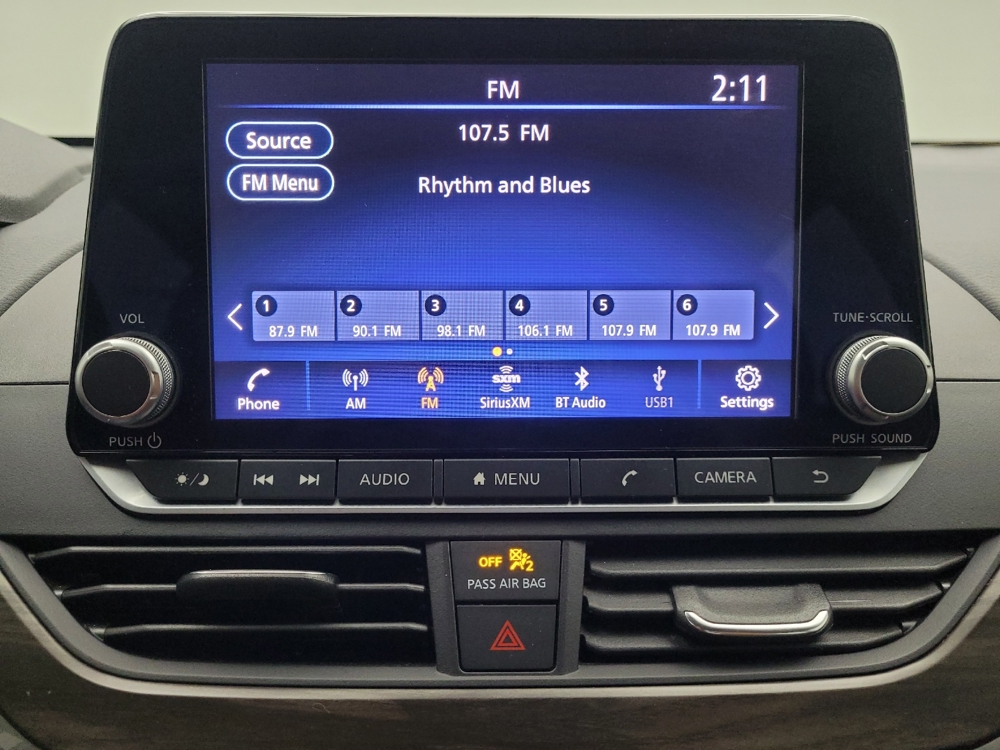 FM 2:11
Source
107.5 FM
FM Menu
Rhythm and Blues
1 2 3 4 5 6
87.9 FM 90.1 FM 98.1 FM 106.1 FM 107.9 FM 107.9 FM
VOL
TUNE·SCROLL
sxm
Phone AM FM SiriusXM BT Audio USB1 Settings
PUSH
PUSH SOUND
AUDIO MENU CAMERA
OFF 2
PASS AIR BAG